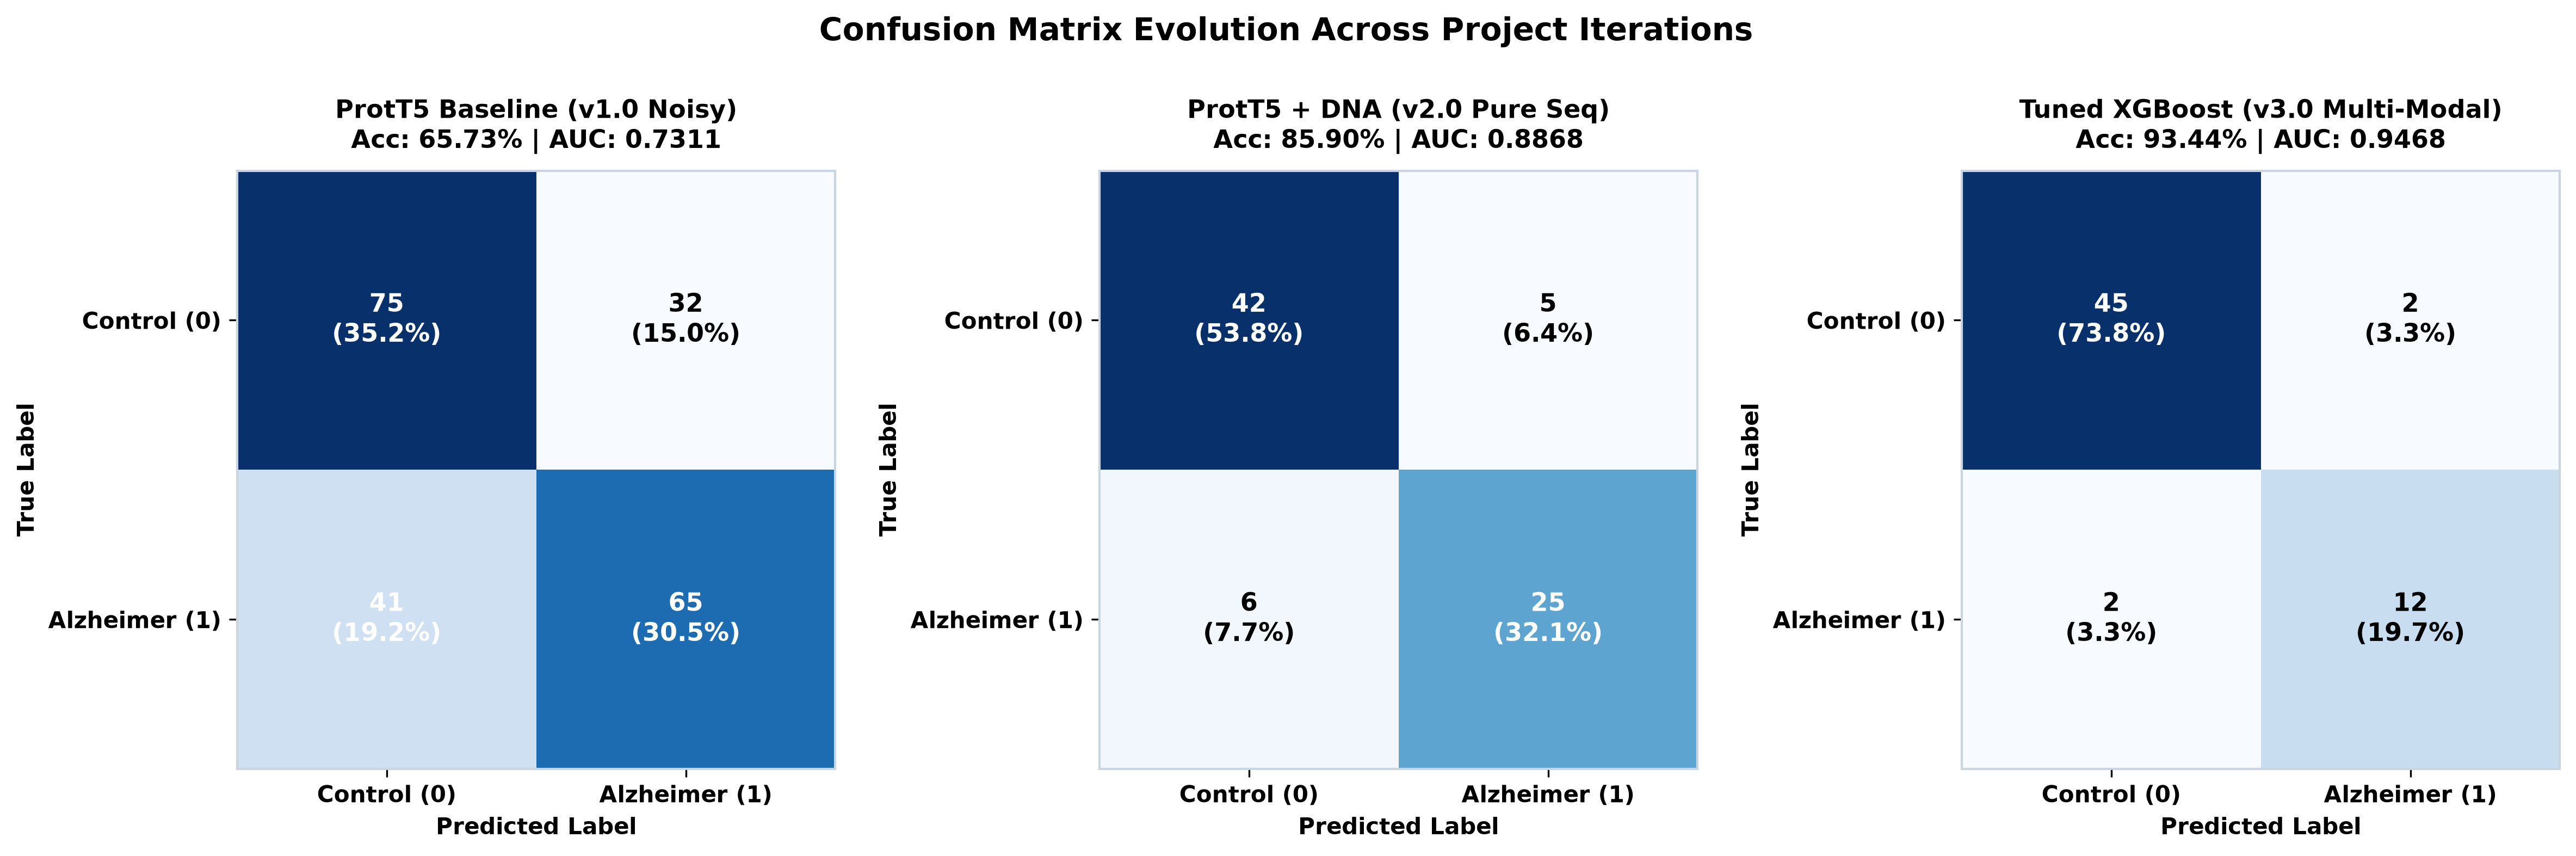 Confusion Matrix Evolution Across Project Iterations
ProtT5 Baseline (v1.0 Noisy)
Acc: 65.73% | AUC: 0.7311
True Label
Control (0)
Alzheimer (1)
75
(35.2%)
32
(15.0%)
41
(19.2%)
65
(30.5%)
Control (0)
Alzheimer (1)
Predicted Label
ProtT5 + DNA (v2.0 Pure Seq)
Acc: 85.90% | AUC: 0.8868
True Label
Control (0)
Alzheimer (1)
42
(53.8%)
5
(6.4%)
6
(7.7%)
25
(32.1%)
Control (0)
Alzheimer (1)
Predicted Label
Tuned XGBoost (v3.0 Multi-Modal)
Acc: 93.44% | AUC: 0.9468
True Label
Control (0)
Alzheimer (1)
45
(73.8%)
2
(3.3%)
2
(3.3%)
12
(19.7%)
Control (0)
Alzheimer (1)
Predicted Label